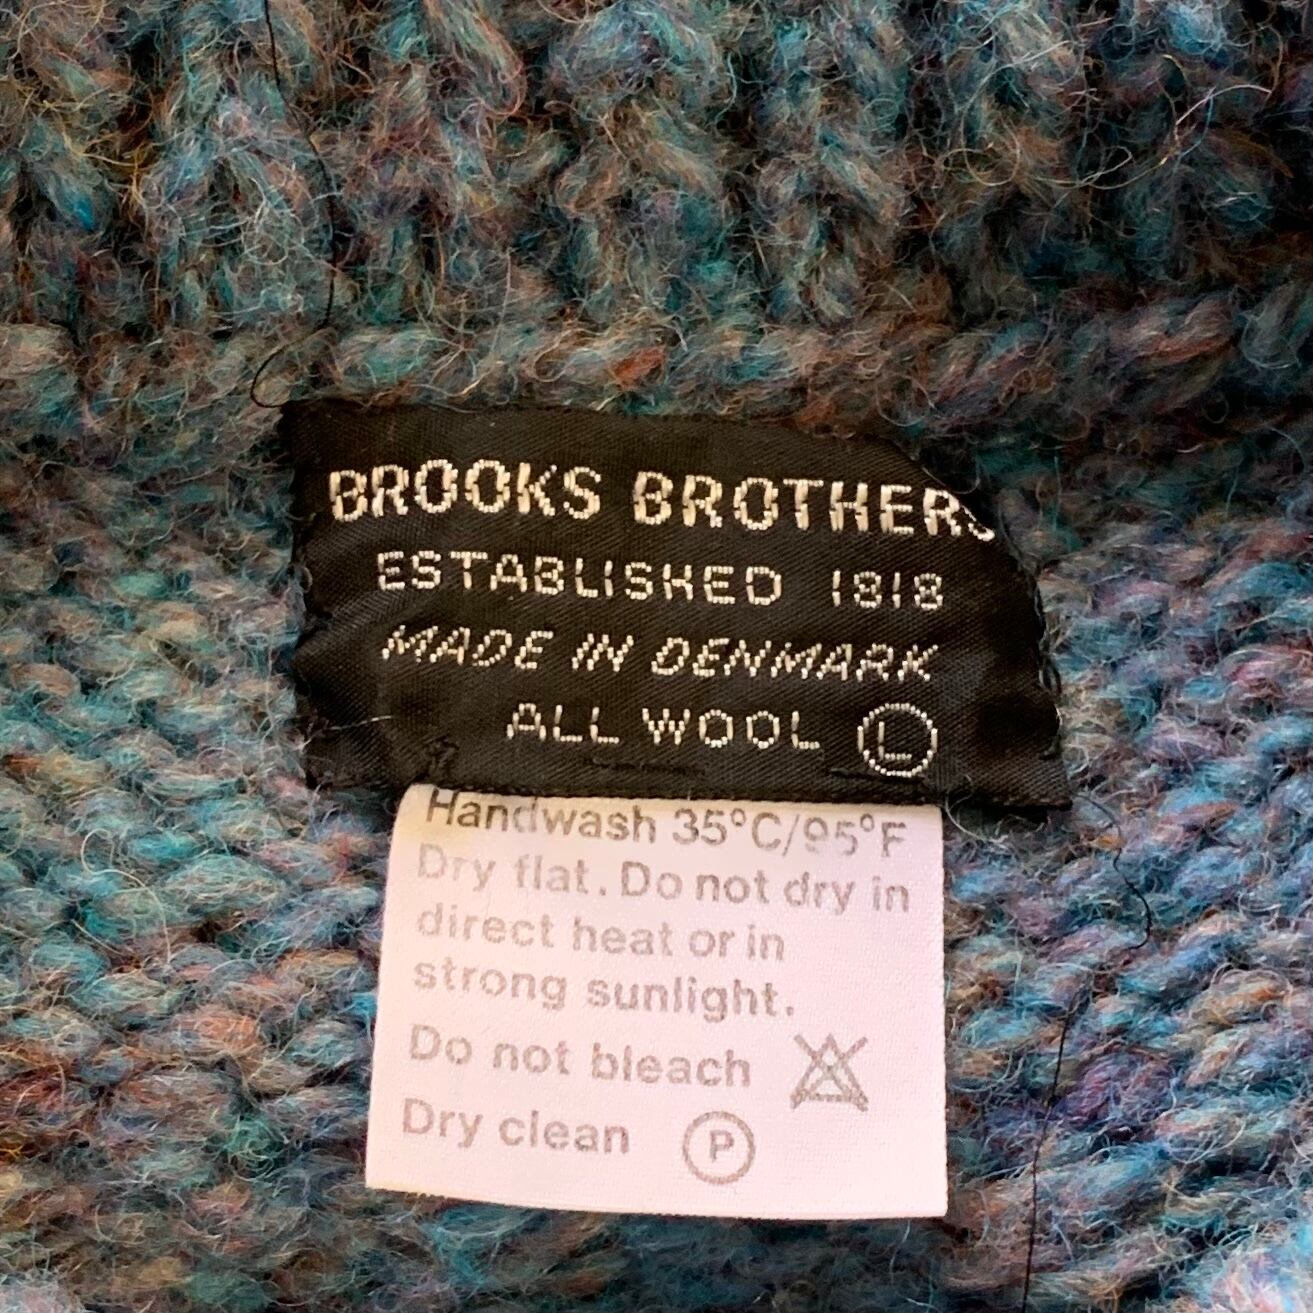 BROOKS BROTHERS
ESTABLISHED 1818
MADE IN DENMARK
ALL WOOL L
Handwash 35°C/95°F
Dry flat. Do not dry in
direct heat or in
strong sunlight.
Do not bleach
Dry clean P